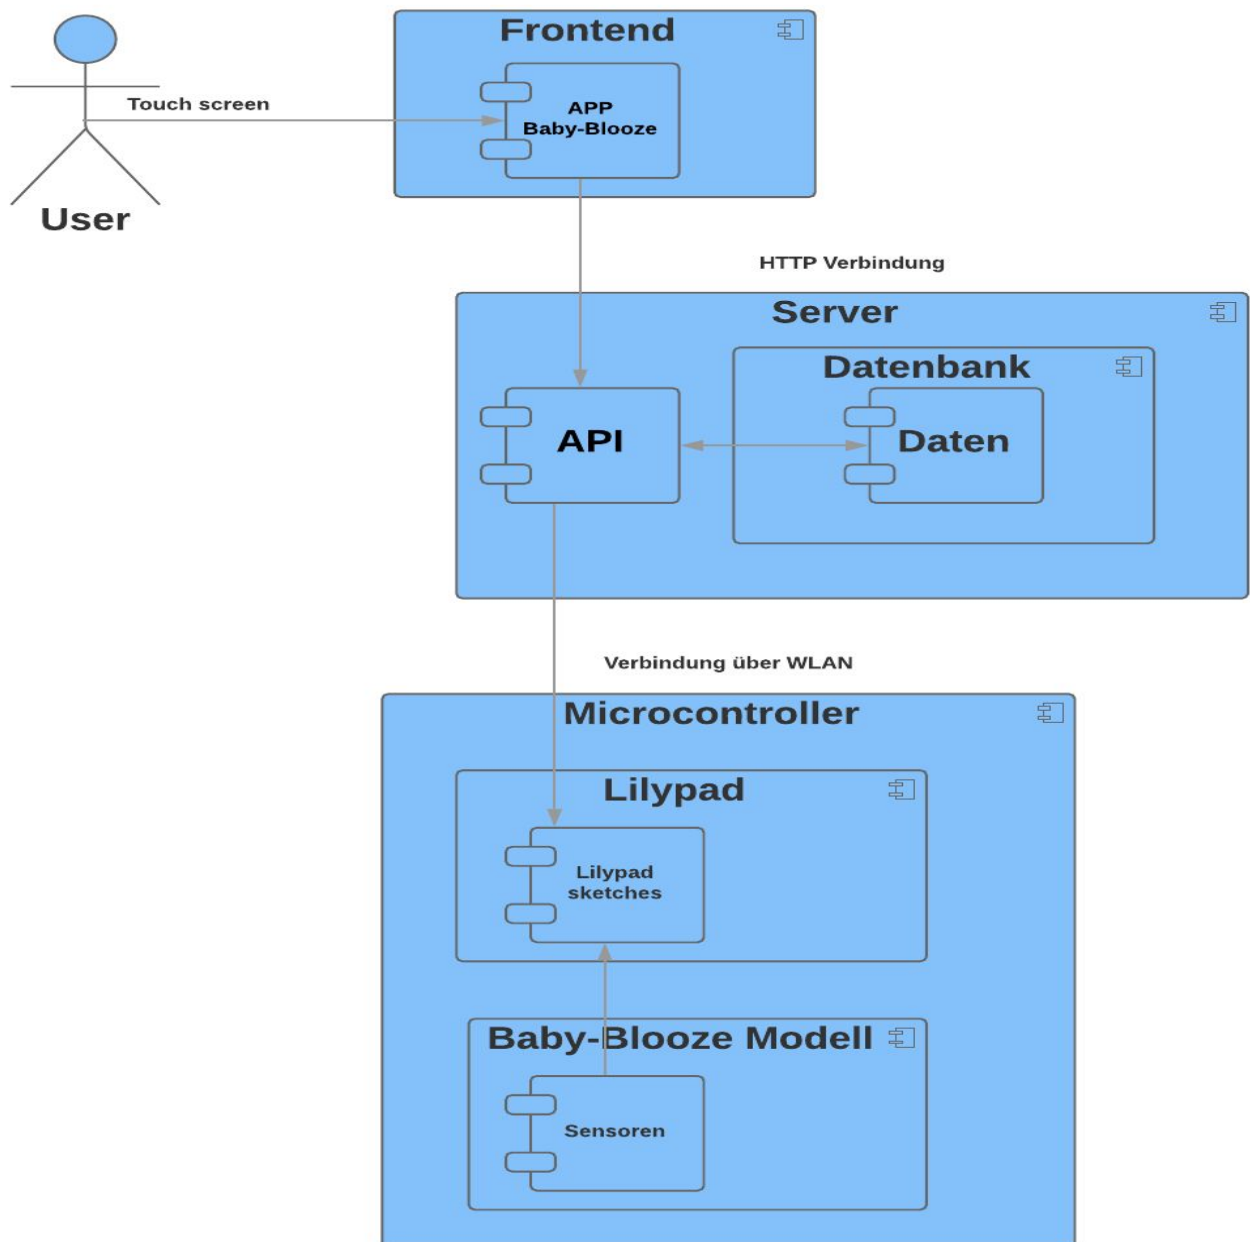 Frontend
Touch screen
APP
Baby-Blooze
User
HTTP Verbindung
Server
Datenbank
API
Daten
Verbindung über WLAN
Microcontroller
Lilypad
Lilypad
sketches
Baby-Blooze Modell
Sensoren